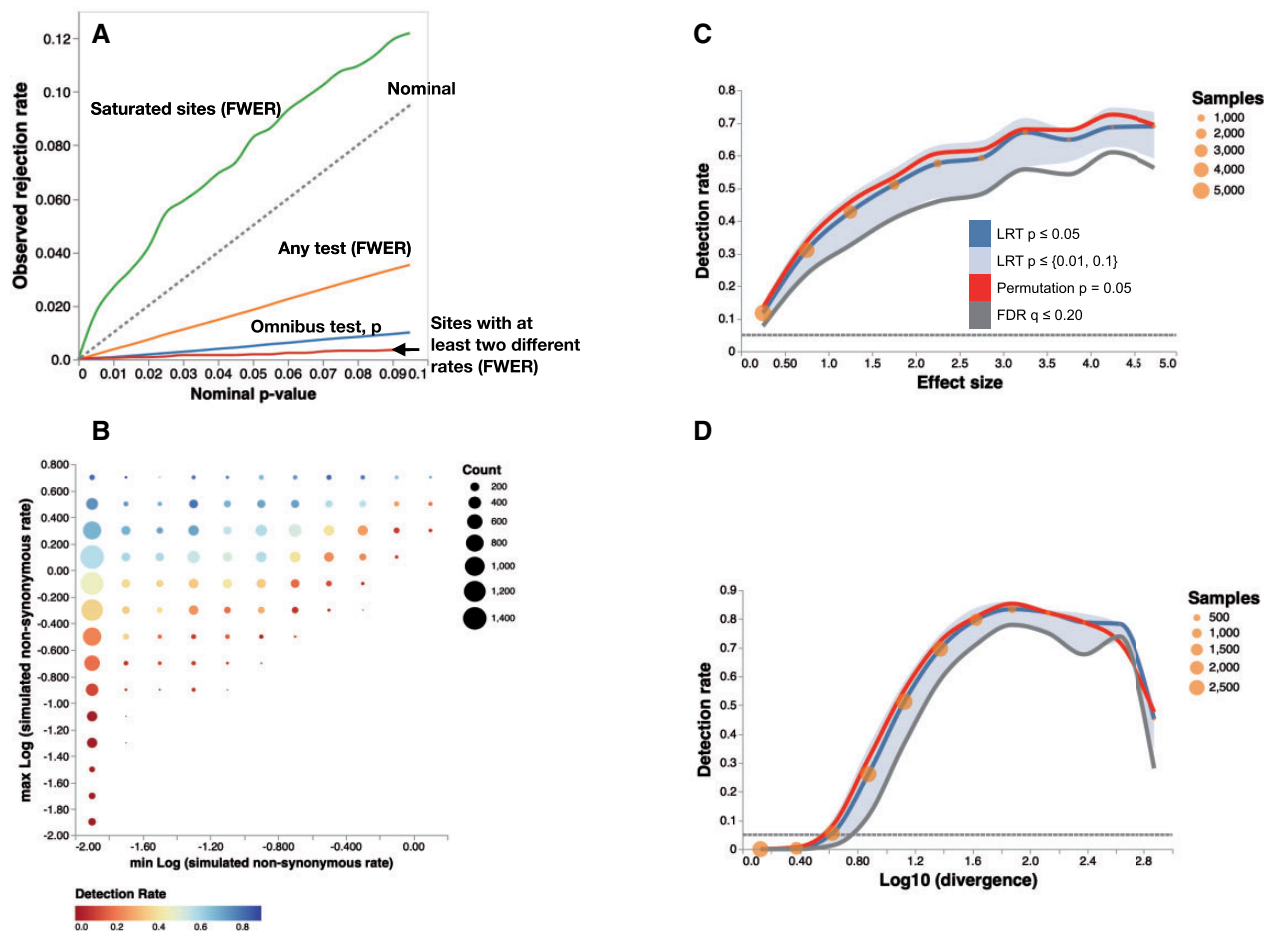 A
0.12
0.10
0.080
0.060
0.040
0.020
0.0
Observed rejection rate
Saturated sites (FWER)
Nominal
Any test (FWER)
Omnibus test, p
Sites with at
least two different
rates (FWER)
0 0.01 0.02 0.03 0.04 0.05 0.06 0.07 0.08 0.09 0.1
Nominal p-value
B
0.800
0.600
0.400
0.200
0.00
-0.200
-0.400
-0.600
-0.800
-1.00
-1.20
-1.40
-1.60
-1.80
-2.00
max Log (simulated non-synonymous rate)
-2.00 -1.60 -1.20 -0.800 -0.400 0.00
min Log (simulated non-synonymous rate)
Count
200
400
600
800
1,000
1,200
1,400
Detection Rate
0.0 0.2 0.4 0.6 0.8
C
0.8
0.7
0.6
0.5
0.4
0.3
0.2
0.1
0
Detection rate
LRT p ≤ 0.05
LRT p ≤ {0.01, 0.1}
Permutation p = 0.05
FDR q ≤ 0.20
0.0 0.50 1.0 1.5 2.0 2.5 3.0 3.5 4.0 4.5 5.0
Effect size
Samples
1,000
2,000
3,000
4,000
5,000
D
0.9
0.8
0.7
0.6
0.5
0.4
0.3
0.2
0.1
0
Detection rate
0.0 0.40 0.80 1.2 1.6 2.0 2.4 2.8
Log10 (divergence)
Samples
500
1,000
1,500
2,000
2,500